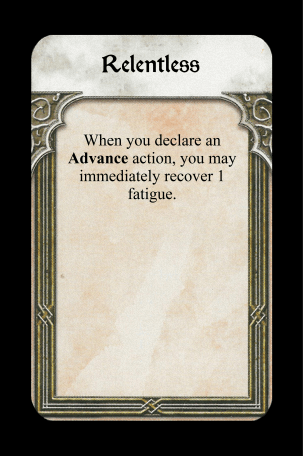 Relentless
When you declare an
Advance action, you may
immediately recover 1
fatigue.